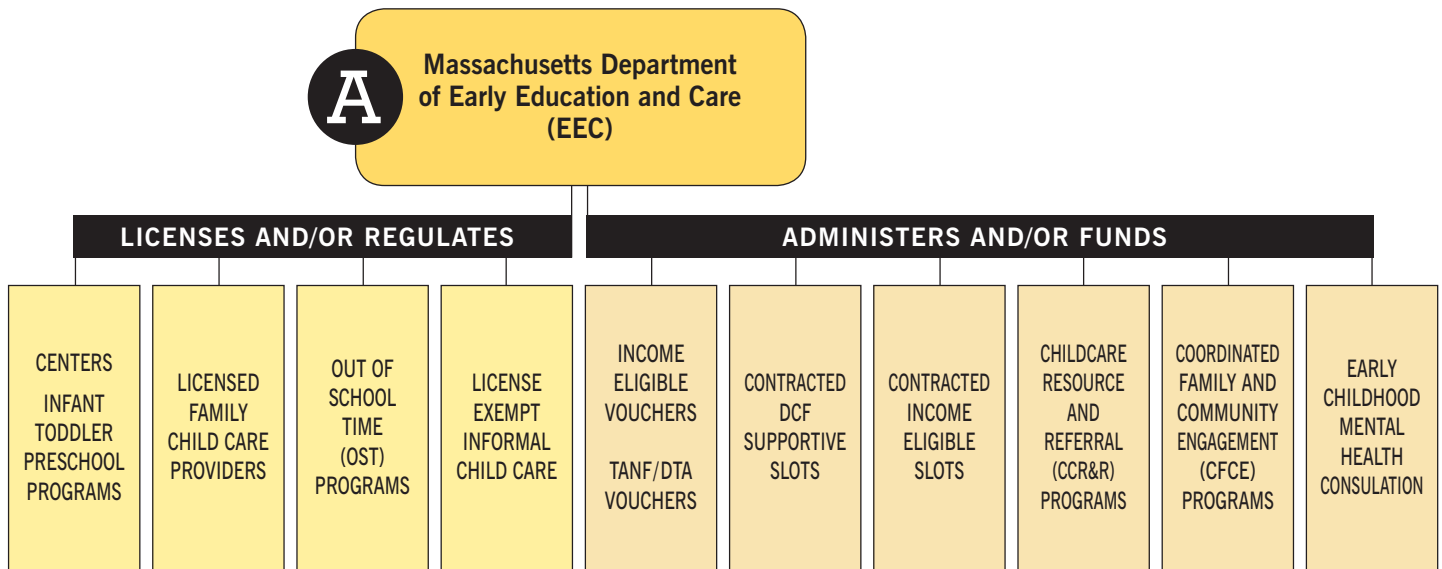 A
Massachusetts Department
of Early Education and Care
(EEC)
LICENSES AND/OR REGULATES
ADMINISTERS AND/OR FUNDS
CENTERS
INFANT
TODDLER
PRESCHOOL
PROGRAMS
LICENSED
FAMILY
CHILD CARE
PROVIDERS
OUT OF
SCHOOL
TIME
(OST)
PROGRAMS
LICENSE
EXEMPT
INFORMAL
CHILD CARE
INCOME
ELIGIBLE
VOUCHERS
TANF/DTA
VOUCHERS
CONTRACTED
DCF
SUPPORTIVE
SLOTS
CONTRACTED
INCOME
ELIGIBLE
SLOTS
CHILDCARE
RESOURCE
AND
REFERRAL
(CCR&R)
PROGRAMS
COORDINATED
FAMILY AND
COMMUNITY
ENGAGEMENT
(CFCE)
PROGRAMS
EARLY
CHILDHOOD
MENTAL
HEALTH
CONSULATION